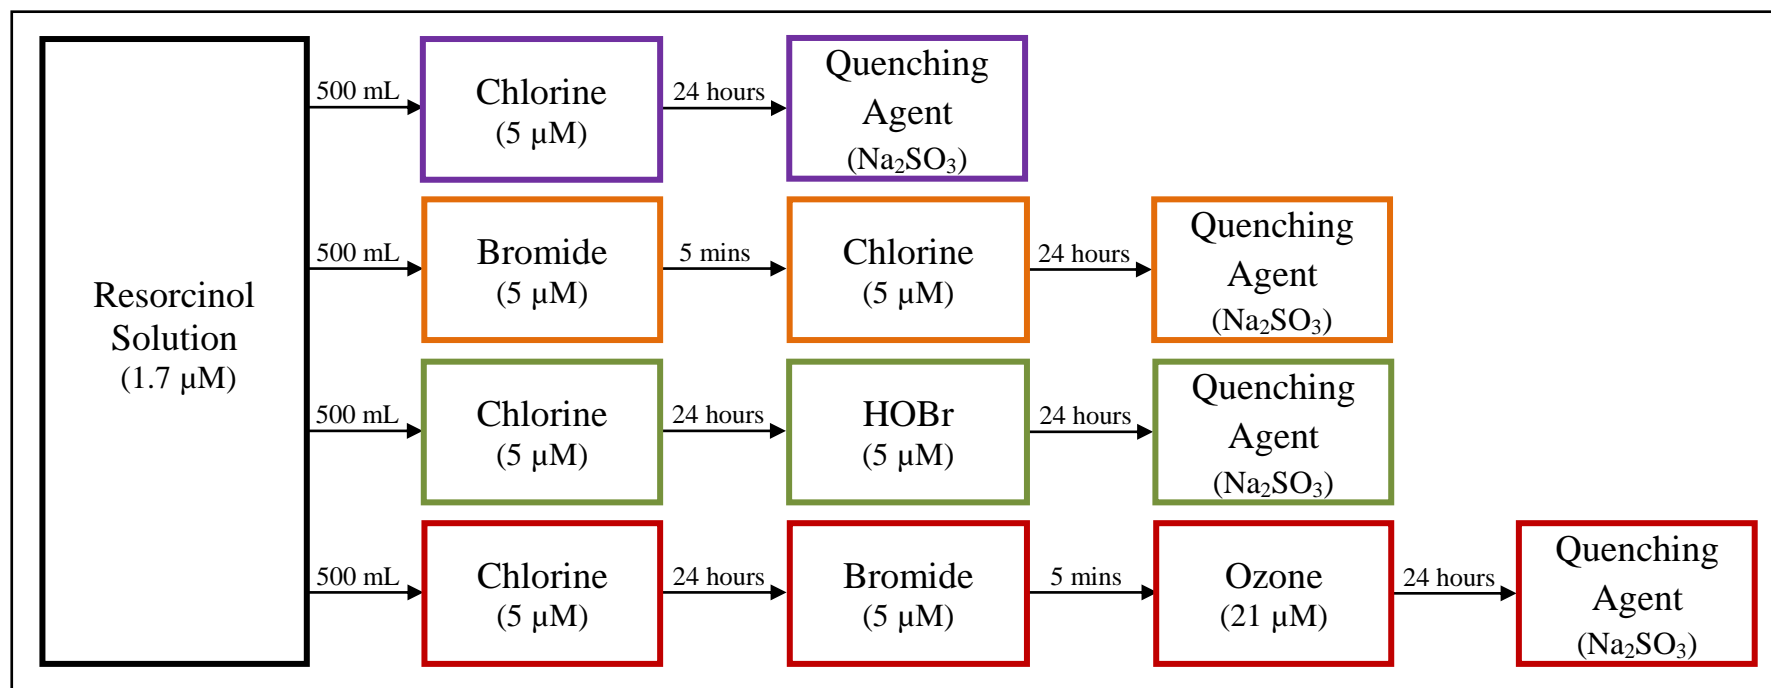 Resorcinol
Solution
(1.7 µM)
500 mL
Chlorine
(5 µM)
24 hours
Quenching
Agent
(Na₂SO₃)
500 mL
Bromide
(5 µM)
5 mins
Chlorine
(5 µM)
24 hours
Quenching
Agent
(Na₂SO₃)
500 mL
Chlorine
(5 µM)
24 hours
HOBr
(5 µM)
24 hours
Quenching
Agent
(Na₂SO₃)
500 mL
Chlorine
(5 µM)
24 hours
Bromide
(5 µM)
5 mins
Ozone
(21 µM)
24 hours
Quenching
Agent
(Na₂SO₃)